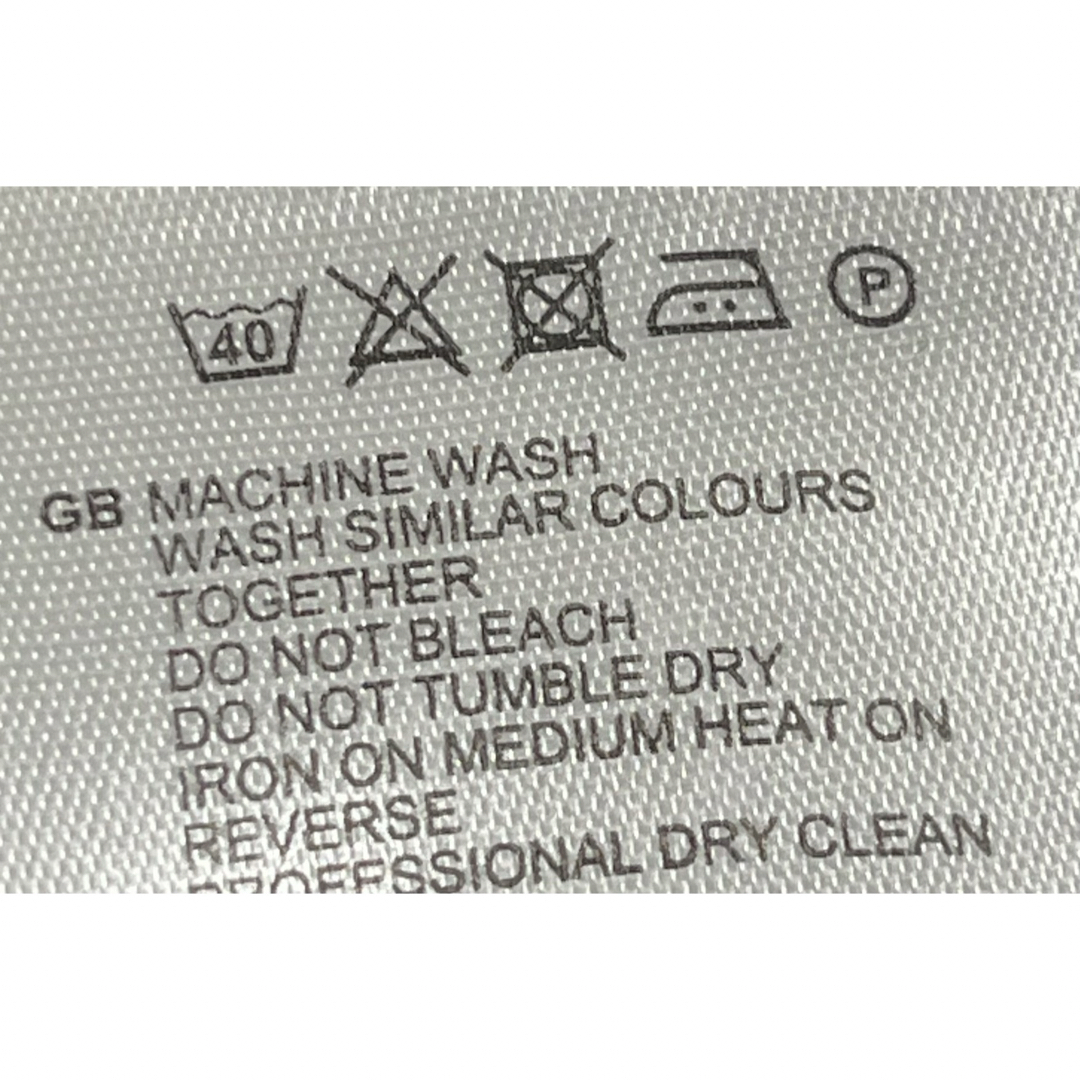 40
P
GB MACHINE WASH
WASH SIMILAR COLOURS
TOGETHER
DO NOT BLEACH
DO NOT TUMBLE DRY
IRON ON MEDIUM HEAT ON
REVERSE
PROFESSIONAL DRY CLEAN